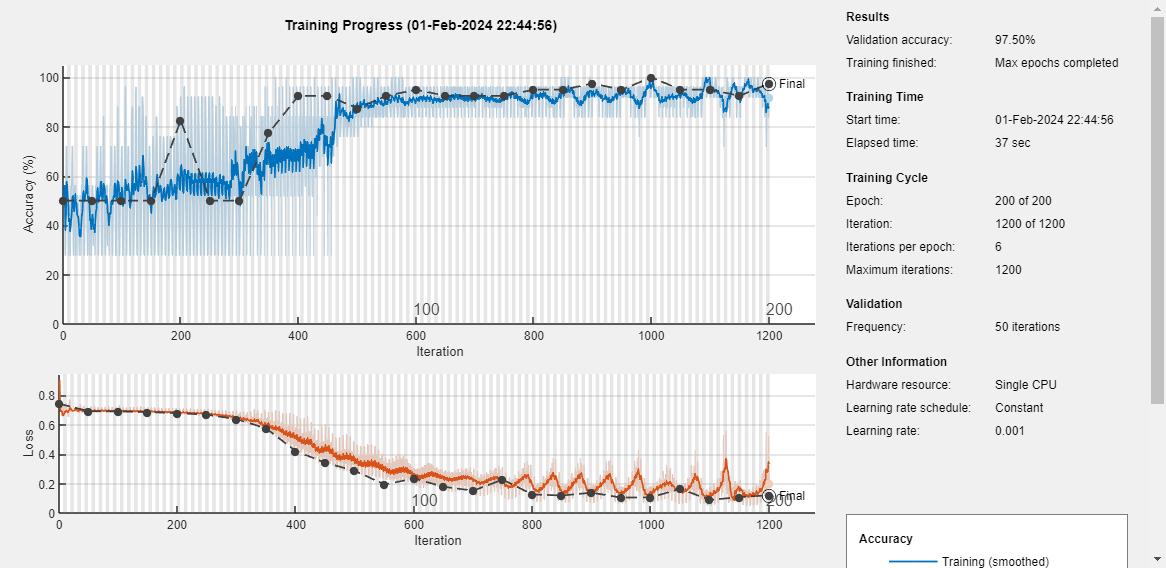 Training Progress (01-Feb-2024 22:44:56)
100
80
60
40
20
0
Accuracy (%)
Final
100
200
0 200 400 600 800 1000 1200
Iteration
0.8
0.6
0.4
0.2
0
Loss
Final
100
200
0 200 400 600 800 1000 1200
Iteration
Results
Validation accuracy: 97.50%
Training finished: Max epochs completed
Training Time
Start time: 01-Feb-2024 22:44:56
Elapsed time: 37 sec
Training Cycle
Epoch: 200 of 200
Iteration: 1200 of 1200
Iterations per epoch: 6
Maximum iterations: 1200
Validation
Frequency: 50 iterations
Other Information
Hardware resource: Single CPU
Learning rate schedule: Constant
Learning rate: 0.001
Accuracy
Training (smoothed)